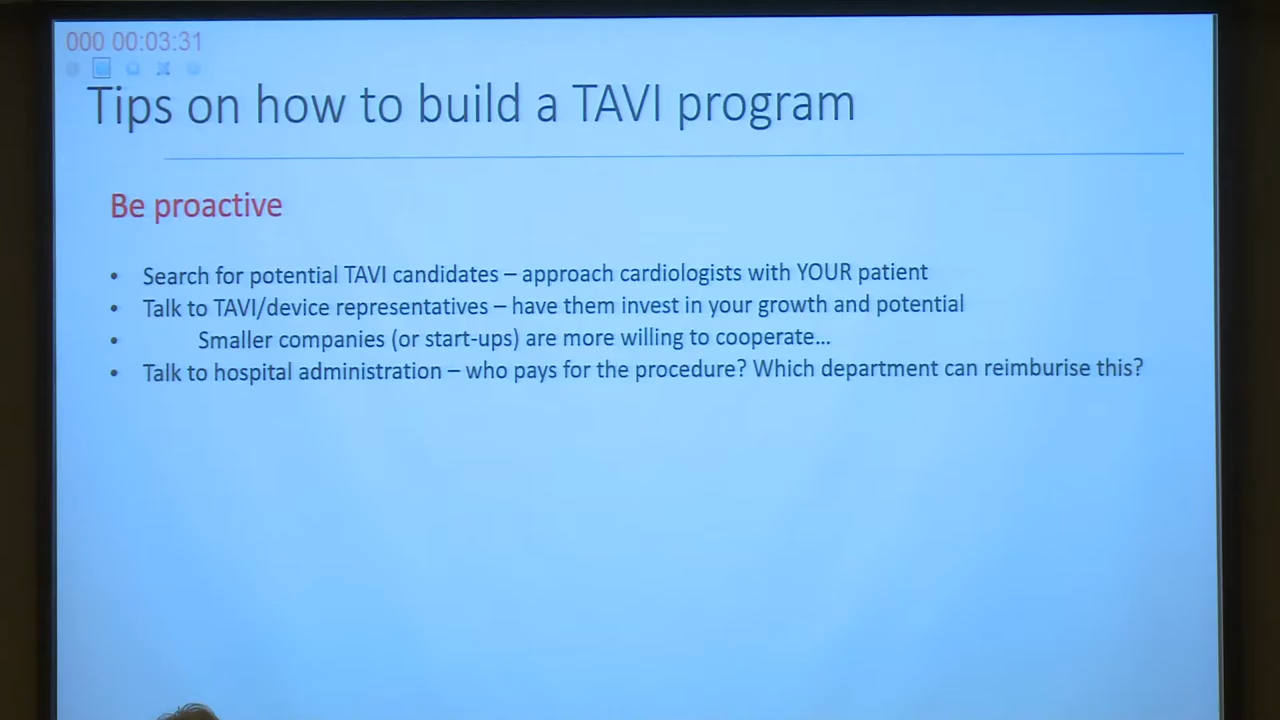 000 00:03:31
Tips on how to build a TAVI program
Be proactive
• Search for potential TAVI candidates – approach cardiologists with YOUR patient
• Talk to TAVI/device representatives – have them invest in your growth and potential
• Smaller companies (or start-ups) are more willing to cooperate...
• Talk to hospital administration – who pays for the procedure? Which department can reimburise this?